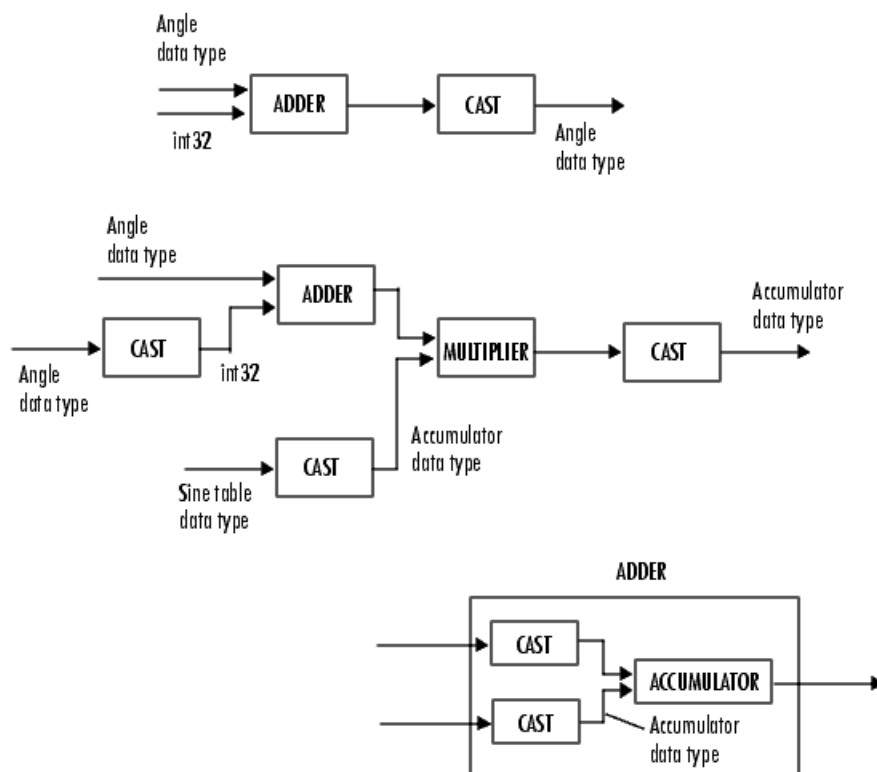 Angle
data type
ADDER
CAST
int32
Angle
data type
Angle
data type
ADDER
Accumulator
data type
CAST
MULTIPLIER
CAST
Angle
data type
int32
Accumulator
data type
CAST
Sine table
data type
ADDER
CAST
ACCUMULATOR
CAST
Accumulator
data type